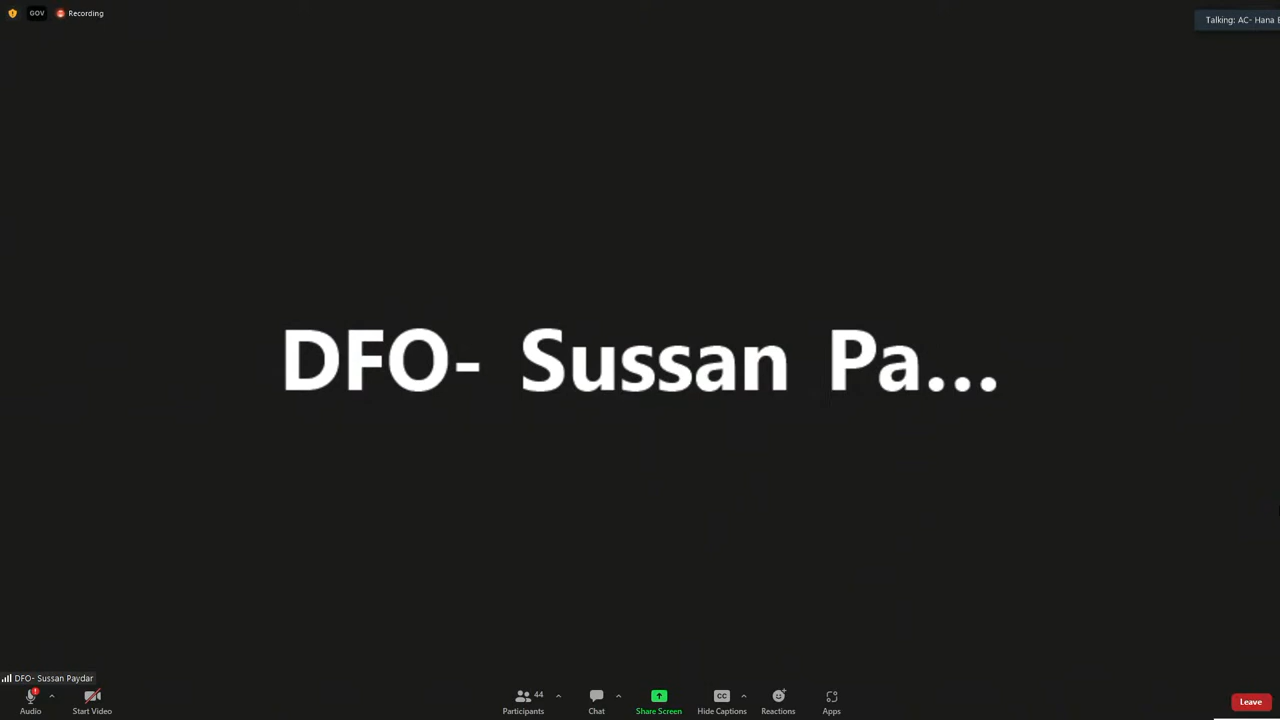 GOV
Recording
Talking: AC- Hana
DFO- Sussan Pa...
DFO- Sussan Paydar
44
CC
Audio
Start Video
Participants
Chat
Share Screen
Hide Captions
Reactions
Apps
Leave